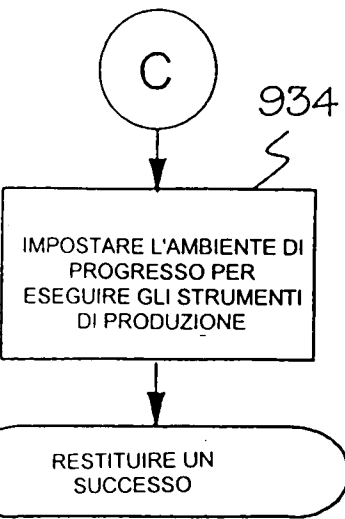 C
934
IMPOSTARE L'AMBIENTE DI
PROGRESSO PER
ESEGUIRE GLI STRUMENTI
DI PRODUZIONE
RESTITUIRE UN
SUCCESSO